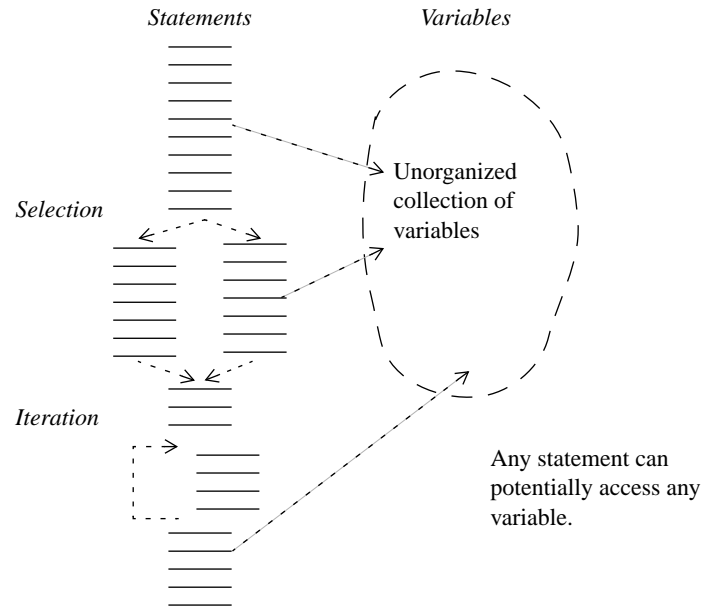 Statements
Variables
Unorganized
collection of
variables
Selection
Iteration
Any statement can
potentially access any
variable.